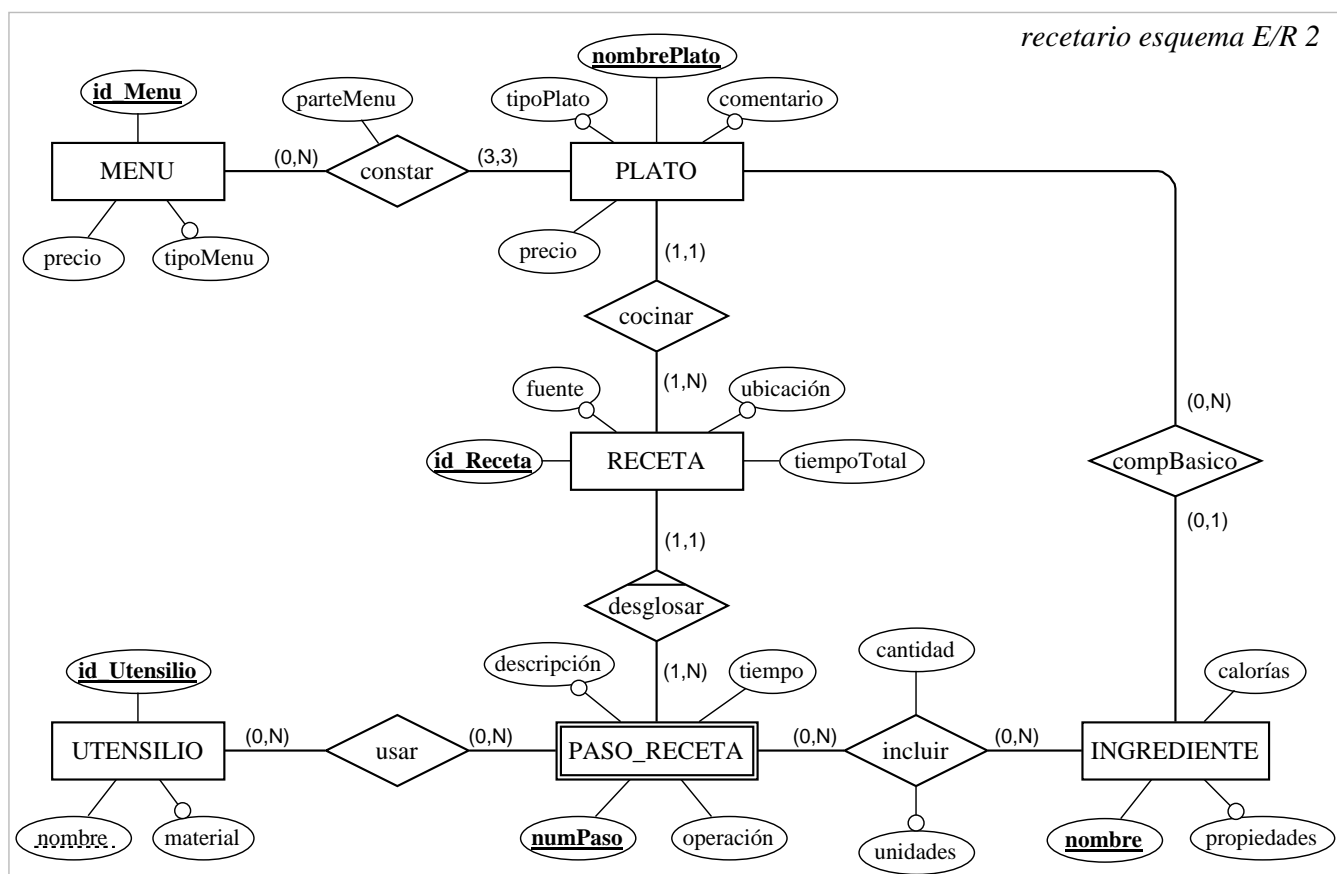 recetario esquema E/R 2
nombrePlato
id_Menu
parteMenu
tipoPlato
comentario
MENU
(0,N)
constar
(3,3)
PLATO
precio
tipoMenu
precio
(1,1)
cocinar
fuente
(1,N)
ubicación
(0,N)
id_Receta
RECETA
tiempoTotal
compBasico
(1,1)
(0,1)
desglosar
cantidad
id_Utensilio
descripción
(1,N)
tiempo
calorías
UTENSILIO
(0,N)
usar
(0,N)
PASO_RECETA
(0,N)
incluir
(0,N)
INGREDIENTE
nombre
material
numPaso
operación
unidades
nombre
propiedades